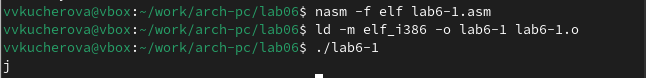 vvkucherova@vbox:~/work/arch-pc/lab06$ nasm -f elf lab6-1.asm
vvkucherova@vbox:~/work/arch-pc/lab06$ ld -m elf_i386 -o lab6-1 lab6-1.o
vvkucherova@vbox:~/work/arch-pc/lab06$ ./lab6-1
j